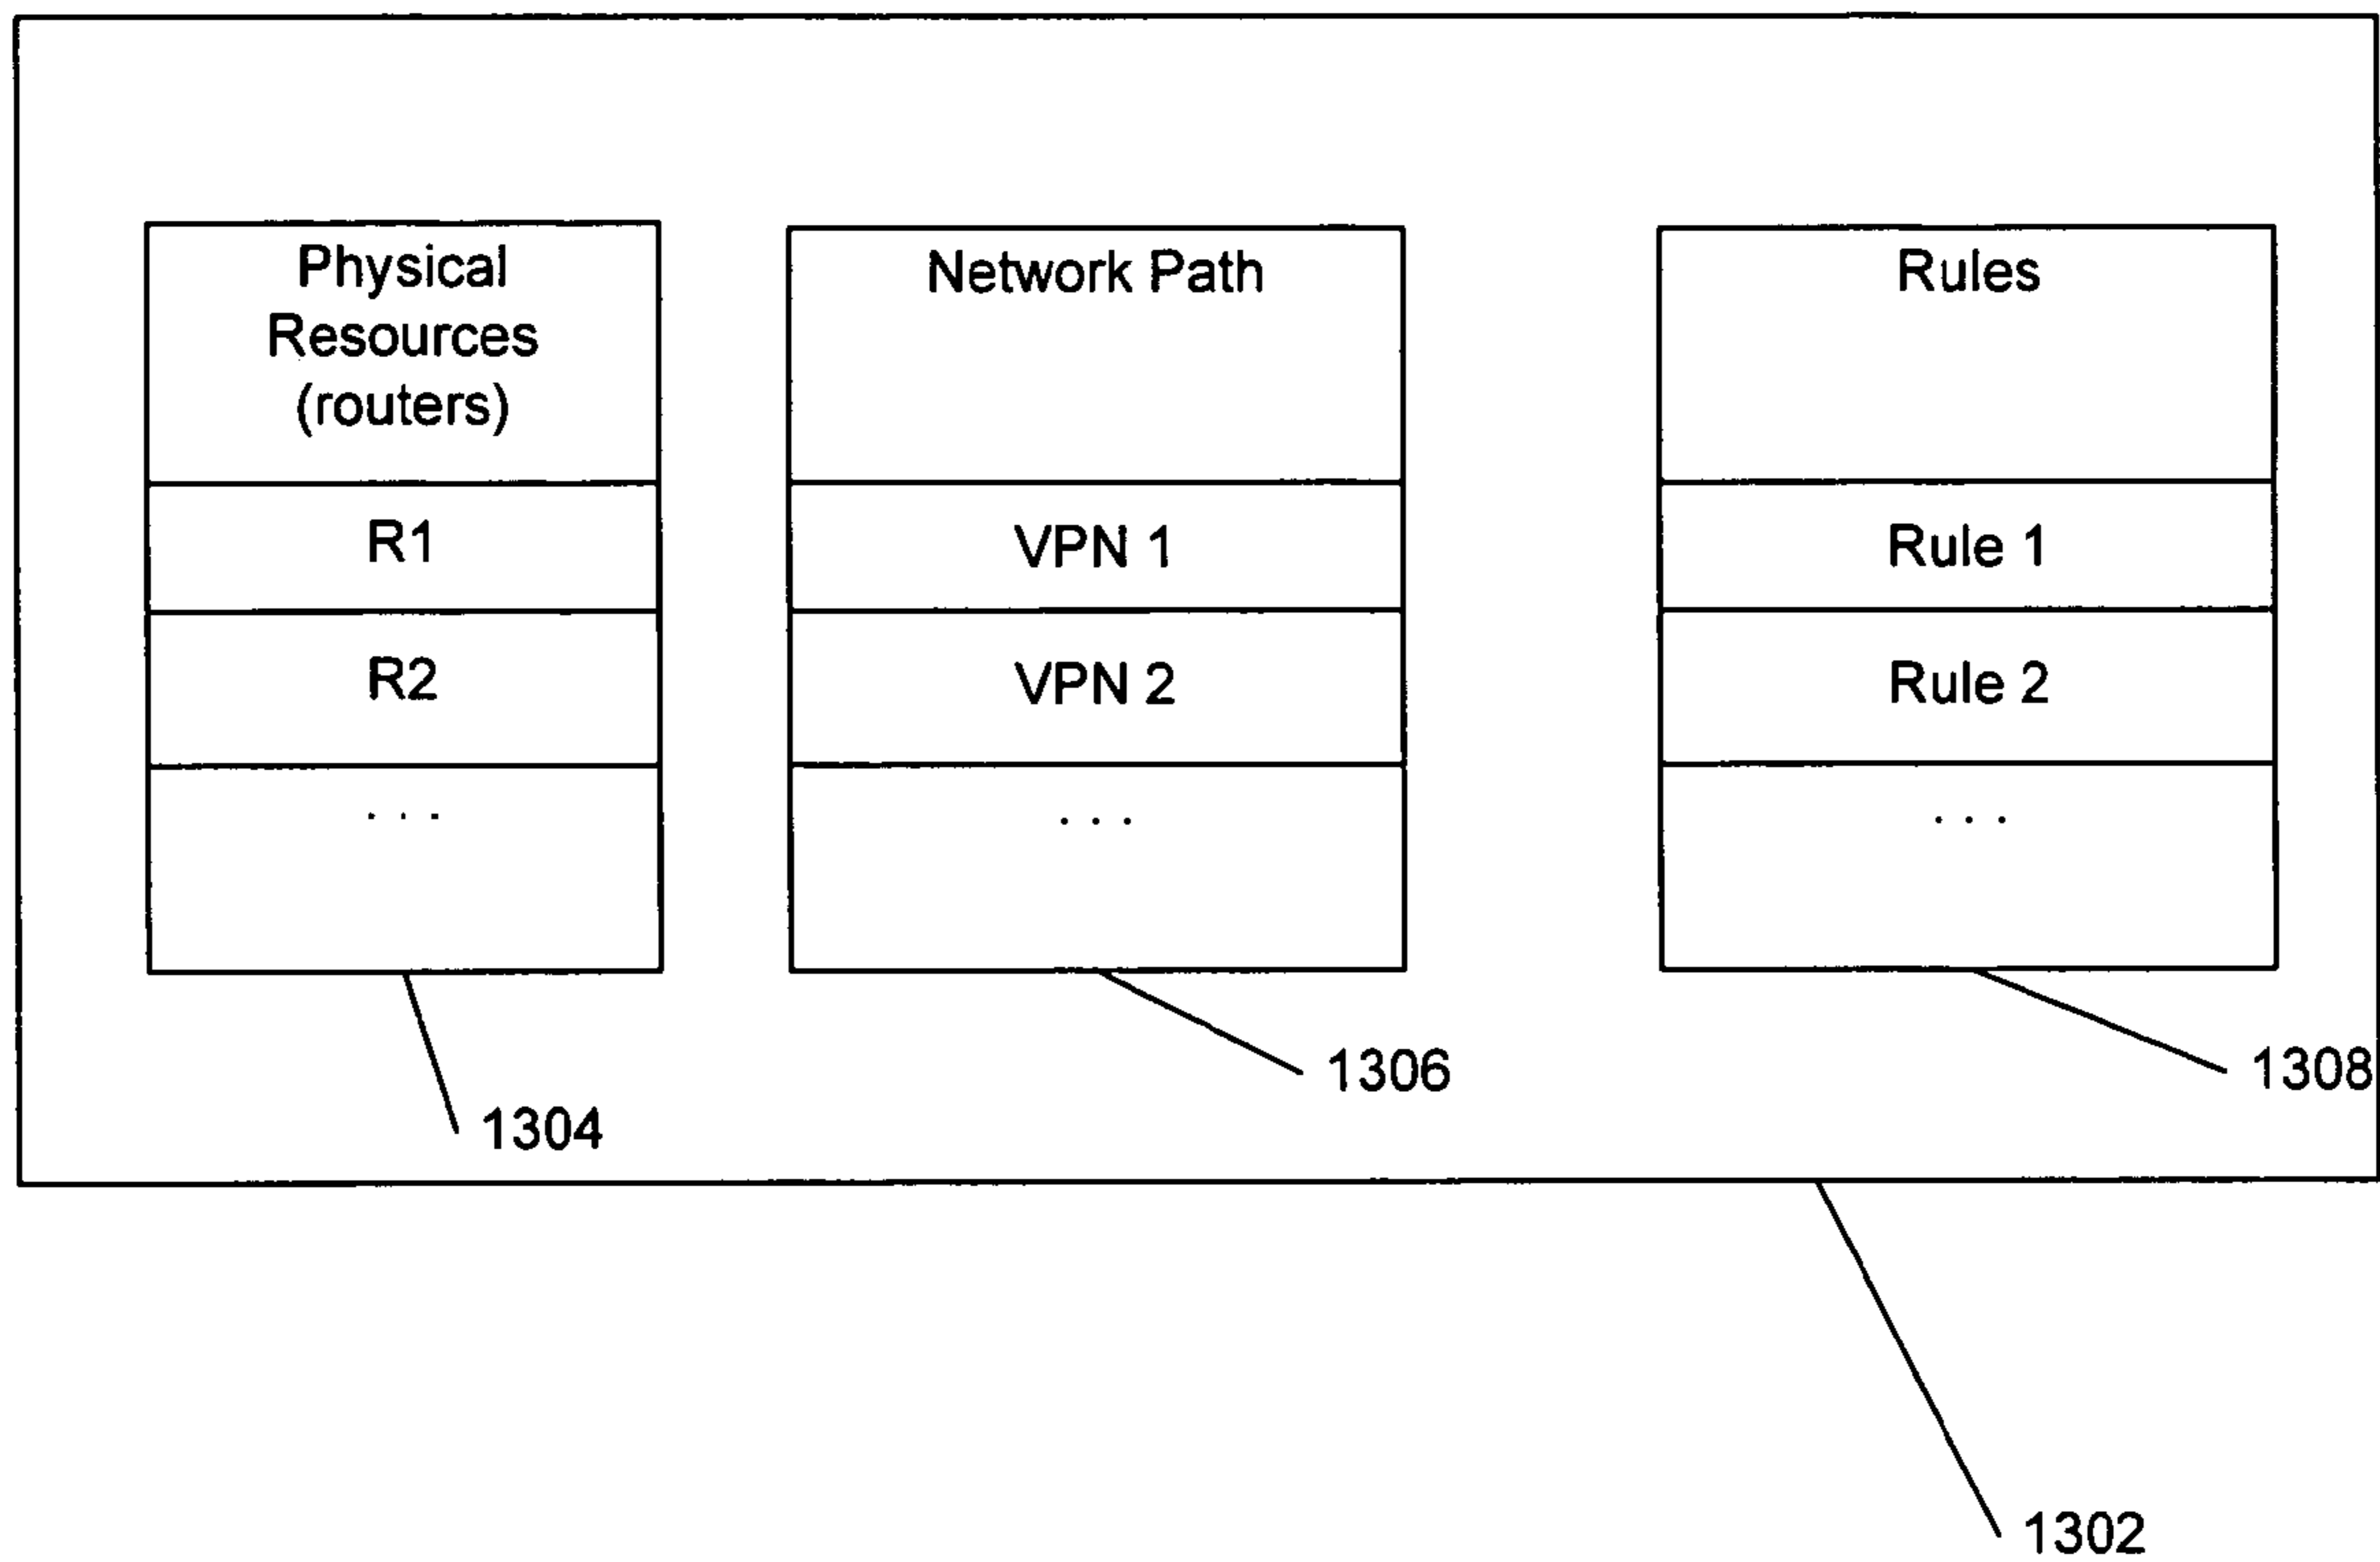 Physical
Resources
(routers)
R1
R2
. . .
Network Path
VPN 1
VPN 2
. . .
Rules
Rule 1
Rule 2
. . .
1304
1306
1308
1302